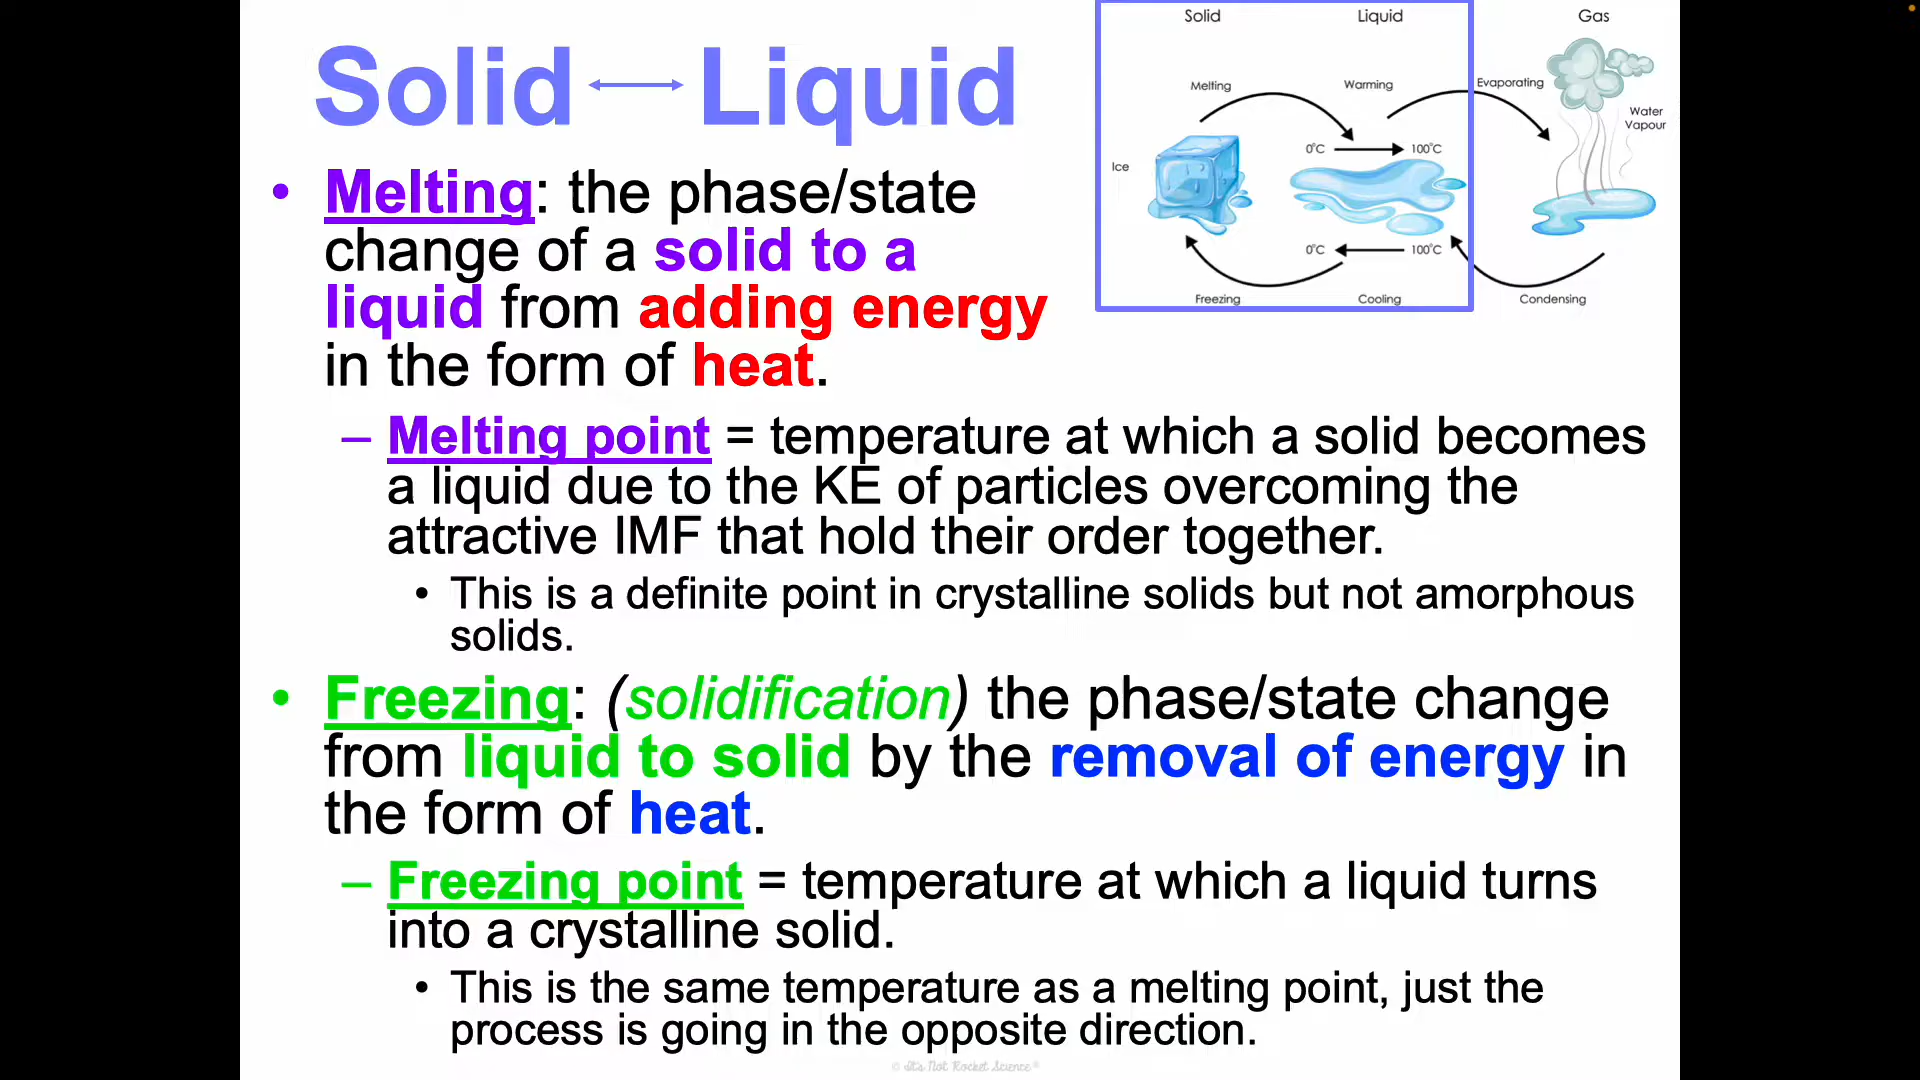 Solid ↔ Liquid
• Melting: the phase/state
change of a solid to a
liquid from adding energy
in the form of heat.
– Melting point = temperature at which a solid becomes
a liquid due to the KE of particles overcoming the
attractive IMF that hold their order together.
• This is a definite point in crystalline solids but not amorphous
solids.
• Freezing: (solidification) the phase/state change
from liquid to solid by the removal of energy in
the form of heat.
– Freezing point = temperature at which a liquid turns
into a crystalline solid.
• This is the same temperature as a melting point, just the
process is going in the opposite direction.
Solid Liquid Gas
Melting Warming Evaporating
Water
Vapour
0°C 100°C
Ice
0°C 100°C
Freezing Cooling Condensing
© It's Not Rocket Science®